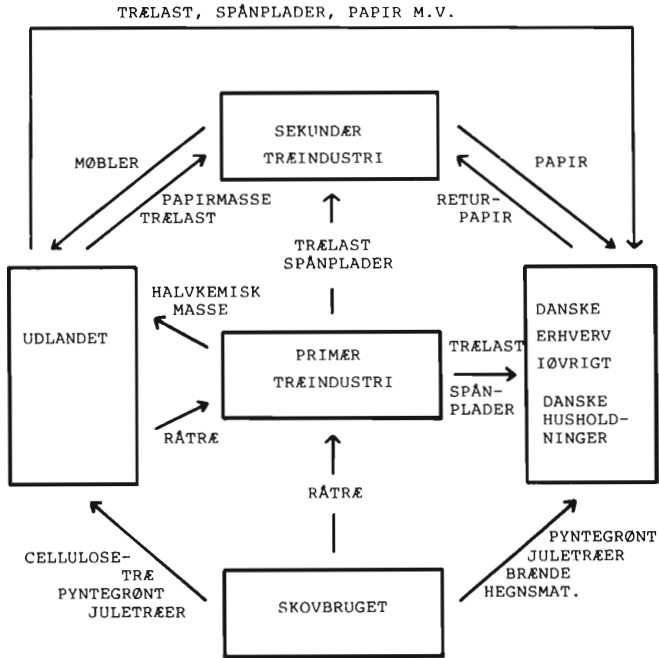 TRÆLAST, SPÅNPLADER, PAPIR M.V.
SEKUNDÆR
TRÆINDUSTRI
MØBLER
PAPIRMASSE
TRÆLAST
PAPIR
RETUR-
PAPIR
TRÆLAST
SPÅNPLADER
HALVKEMISK
MASSE
UDLANDET
PRIMÆR
TRÆINDUSTRI
TRÆLAST
SPÅN-
PLADER
DANSKE
ERHVERV
IØVRIGT
DANSKE
HUSHOLD-
NINGER
RÅTRÆ
RÅTRÆ
CELLULOSE-
TRÆ
PYNTEGRØNT
JULETRÆER
SKOVBRUGET
PYNTEGRØNT
JULETRÆER
BRÆNDE
HEGNSMAT.